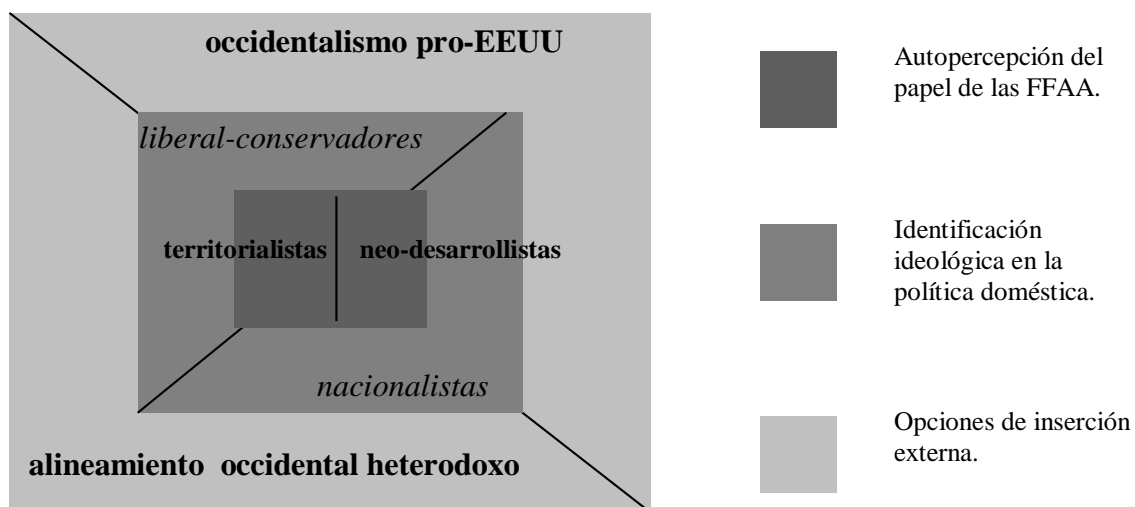 occidentalismo pro-EEUU
liberal-conservadores
territorialistas
neo-desarrollistas
nacionalistas
alineamiento occidental heterodoxo
Autopercepción del
papel de las FFAA.
Identificación
ideológica en la
política doméstica.
Opciones de inserción
externa.